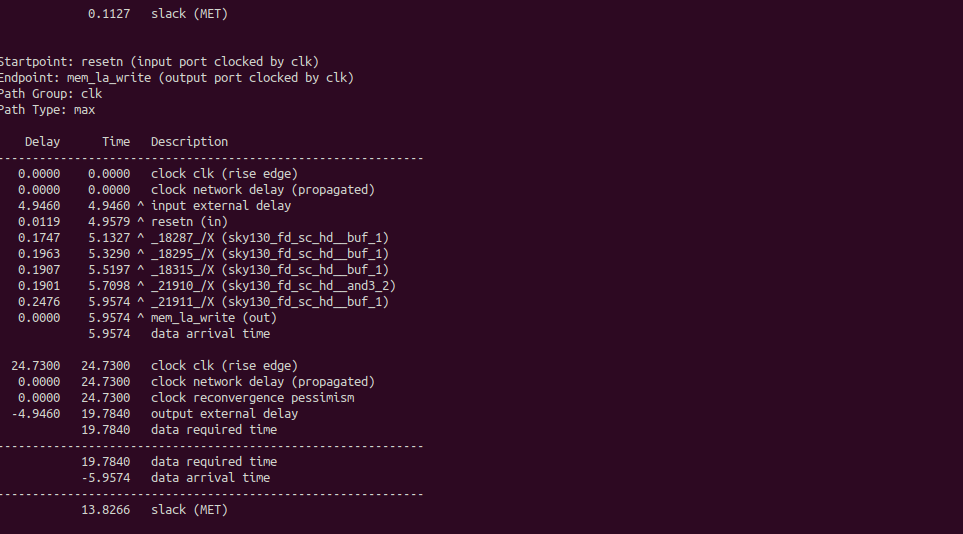 0.1127 slack (MET)
Startpoint: resetn (input port clocked by clk)
Endpoint: mem_la_write (output port clocked by clk)
Path Group: clk
Path Type: max
Delay Time Description
-----------------------------------------------------------
0.0000 0.0000 clock clk (rise edge)
0.0000 0.0000 clock network delay (propagated)
4.9460 4.9460 ^ input external delay
0.0119 4.9579 ^ resetn (in)
0.1747 5.1327 ^ _18287_/X (sky130_fd_sc_hd__buf_1)
0.1963 5.3290 ^ _18295_/X (sky130_fd_sc_hd__buf_1)
0.1907 5.5197 ^ _18315_/X (sky130_fd_sc_hd__buf_1)
0.1901 5.7098 ^ _21910_/X (sky130_fd_sc_hd__and3_2)
0.2476 5.9574 ^ _21911_/X (sky130_fd_sc_hd__buf_1)
0.0000 5.9574 ^ mem_la_write (out)
5.9574 data arrival time
24.7300 24.7300 clock clk (rise edge)
0.0000 24.7300 clock network delay (propagated)
0.0000 24.7300 clock reconvergence pessimism
-4.9460 19.7840 output external delay
19.7840 data required time
-----------------------------------------------------------
19.7840 data required time
-5.9574 data arrival time
-----------------------------------------------------------
13.8266 slack (MET)